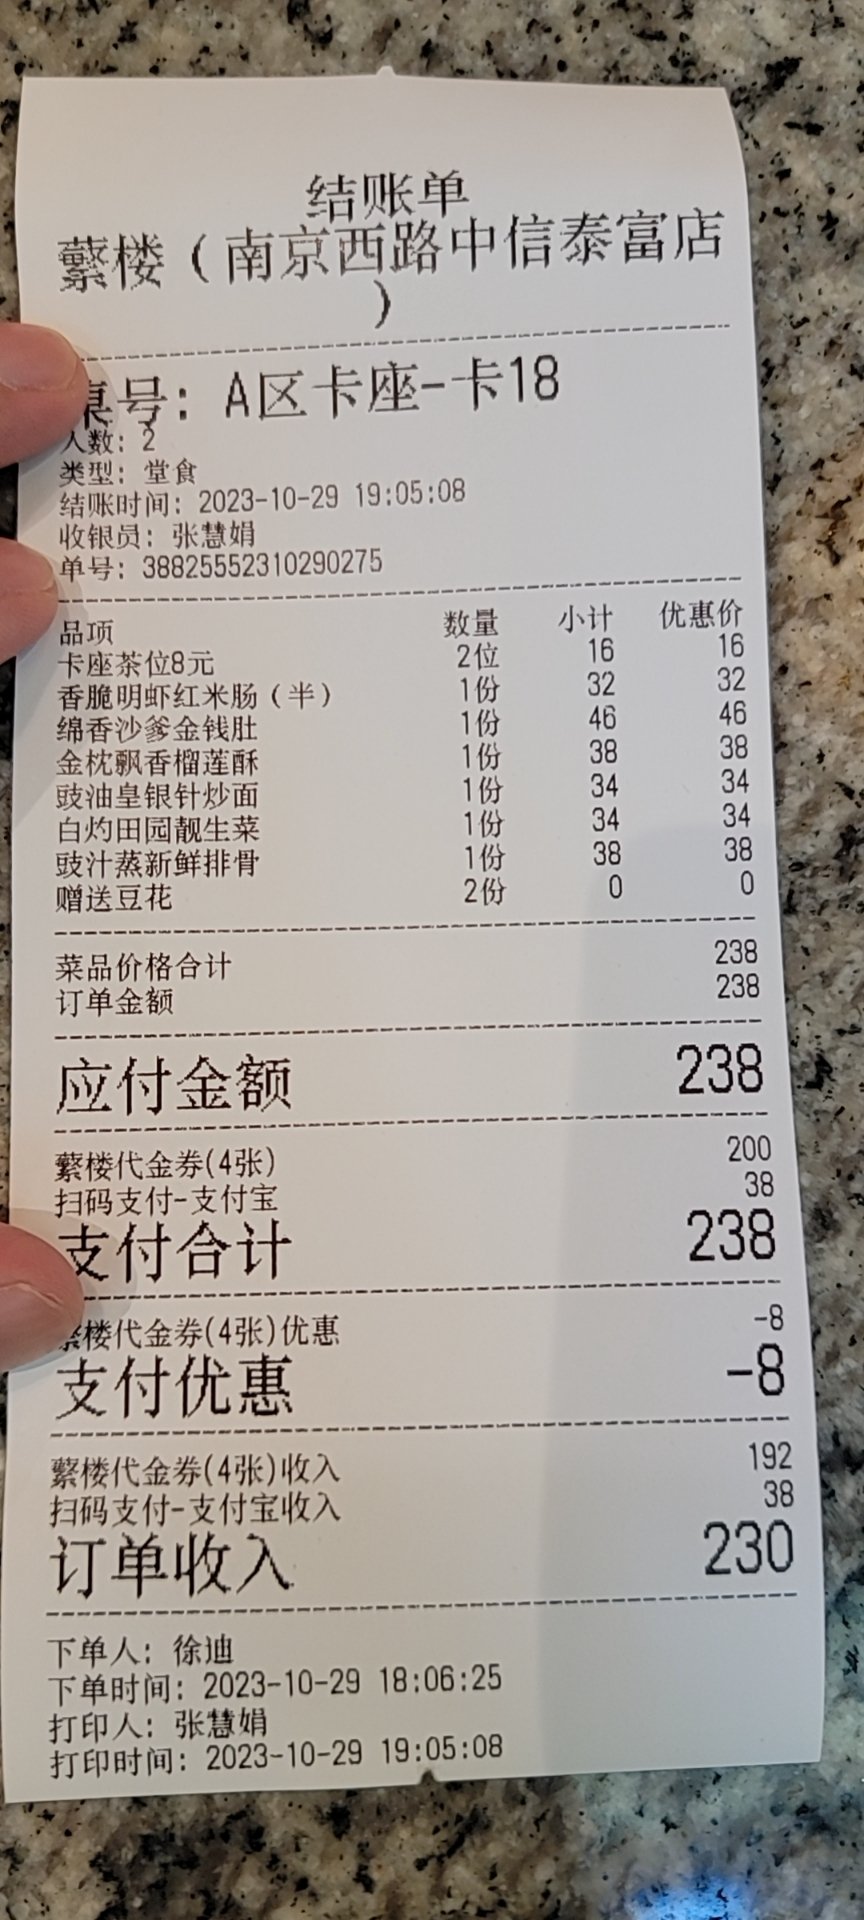 结账单
蘩楼（南京西路中信泰富店
）
桌号: A区卡座-卡18
人数: 2
类型: 堂食
结账时间: 2023-10-29 19:05:08
收银员: 张慧娟
单号: 38825552310290275
品项 数量 小计 优惠价
卡座茶位8元 2位 16 16
香脆明虾红米肠（半） 1份 32 32
绵香沙爹金钱肚 1份 46 46
金枕飘香榴莲酥 1份 38 38
豉油皇银针炒面 1份 34 34
白灼田园靓生菜 1份 34 34
豉汁蒸新鲜排骨 1份 38 38
赠送豆花 2份 0 0
菜品价格合计 238
订单金额 238
应付金额 238
蘩楼代金券(4张) 200
扫码支付-支付宝 38
支付合计 238
蘩楼代金券(4张)优惠 -8
支付优惠 -8
蘩楼代金券(4张)收入 192
扫码支付-支付宝收入 38
订单收入 230
下单人: 徐迪
下单时间: 2023-10-29 18:06:25
打印人: 张慧娟
打印时间: 2023-10-29 19:05:08